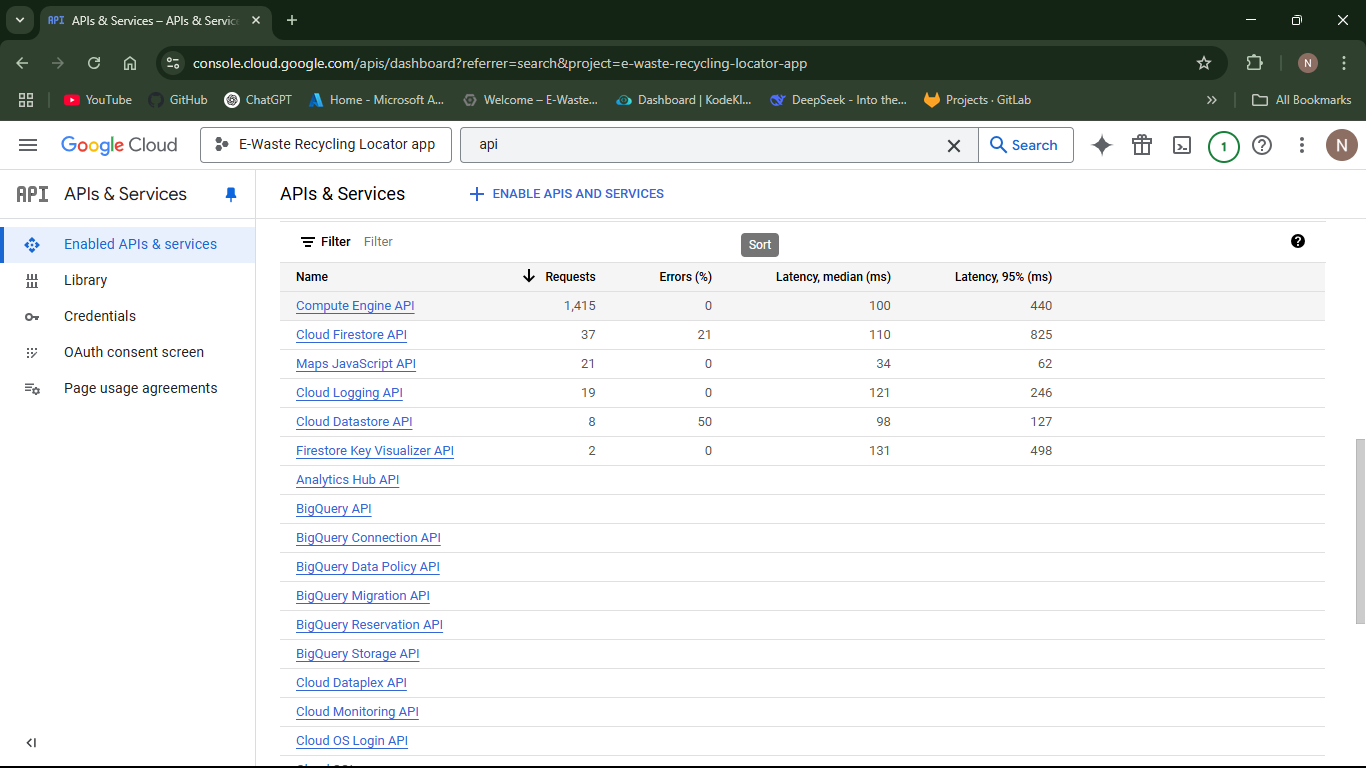 API APIs & Services – APIs & Servic
console.cloud.google.com/apis/dashboard?referrer=search&project=e-waste-recycling-locator-app
N
YouTube GitHub ChatGPT Home - Microsoft A... Welcome – E-Waste... Dashboard | KodeKl... DeepSeek - Into the... Projects · GitLab » All Bookmarks
Google Cloud E-Waste Recycling Locator app api Search 1 N
API APIs & Services
Enabled APIs & services
Library
Credentials
OAuth consent screen
Page usage agreements
APIs & Services ENABLE APIS AND SERVICES
Filter Filter Sort
Name Requests Errors (%) Latency, median (ms) Latency, 95% (ms)
Compute Engine API 1,415 0 100 440
Cloud Firestore API 37 21 110 825
Maps JavaScript API 21 0 34 62
Cloud Logging API 19 0 121 246
Cloud Datastore API 8 50 98 127
Firestore Key Visualizer API 2 0 131 498
Analytics Hub API
BigQuery API
BigQuery Connection API
BigQuery Data Policy API
BigQuery Migration API
BigQuery Reservation API
BigQuery Storage API
Cloud Dataplex API
Cloud Monitoring API
Cloud OS Login API